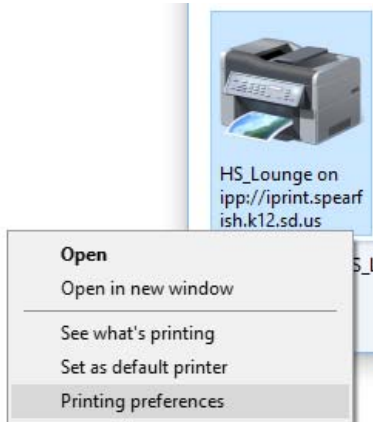 HS_Lounge on
ipp://iprint.spearf
ish.k12.sd.us
Open
Open in new window
See what's printing
Set as default printer
Printing preferences